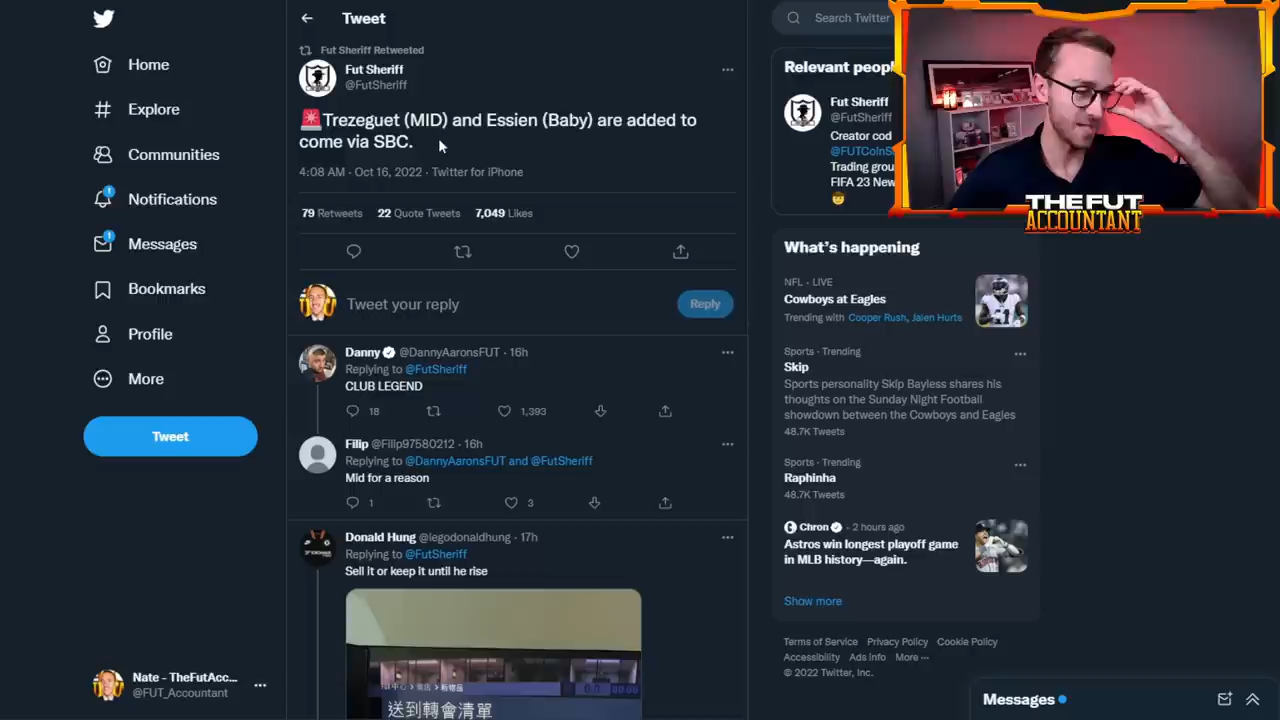 Home
Explore
Communities
Notifications
Messages
Bookmarks
Profile
More
Tweet
Nate - TheFutAcc...
@FUT_Accountant
Tweet
Fut Sheriff Retweeted
Fut Sheriff
@FutSheriff
🚨Trezeguet (MID) and Essien (Baby) are added to
come via SBC.
4:08 AM · Oct 16, 2022 · Twitter for iPhone
79 Retweets 22 Quote Tweets 7,049 Likes
Tweet your reply
Reply
Danny @DannyAaronsFUT · 16h
Replying to @FutSheriff
CLUB LEGEND
18 1,393
Filip @Filip97580212 · 16h
Replying to @DannyAaronsFUT and @FutSheriff
Mid for a reason
1 3
Donald Hung @legodonaldhung · 17h
Replying to @FutSheriff
Sell it or keep it until he rise
送到轉會清單
Search Twitter
Relevant peopl
Fut Sheriff
@FutSheriff
Creator code
@FUTCoinS
Trading grou
FIFA 23 New
THE FUT
ACCOUNTANT
What's happening
NFL · LIVE
Cowboys at Eagles
Trending with Cooper Rush, Jalen Hurts
Sports · Trending
Skip
Sports personality Skip Bayless shares his
thoughts on the Sunday Night Football
showdown between the Cowboys and Eagles
48.7K Tweets
Sports · Trending
Raphinha
48.7K Tweets
Chron · 2 hours ago
Astros win longest playoff game
in MLB history—again.
Show more
Terms of Service Privacy Policy Cookie Policy
Accessibility Ads Info More ···
© 2022 Twitter, Inc.
Messages